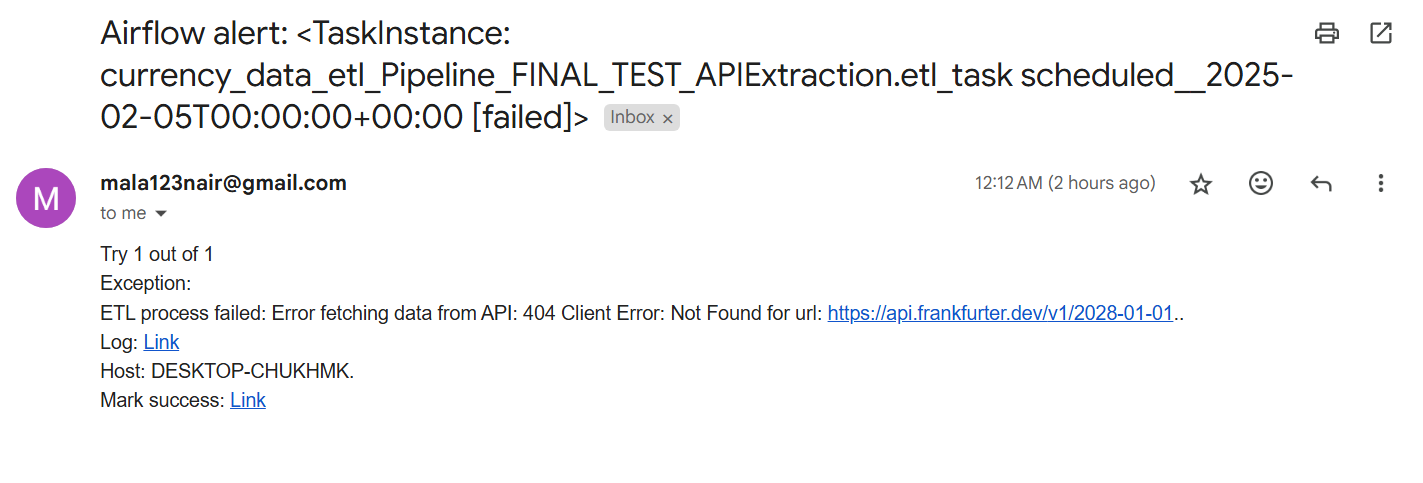 Airflow alert: <TaskInstance:
currency_data_etl_Pipeline_FINAL_TEST_APIExtraction.etl_task scheduled__2025-
02-05T00:00:00+00:00 [failed]> Inbox ×
M
mala123nair@gmail.com 12:12 AM (2 hours ago)
to me
Try 1 out of 1
Exception:
ETL process failed: Error fetching data from API: 404 Client Error: Not Found for url: https://api.frankfurter.dev/v1/2028-01-01..
Log: Link
Host: DESKTOP-CHUKHMK.
Mark success: Link